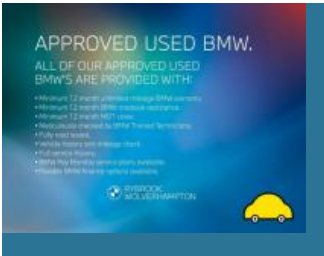 APPROVED USED BMW.
ALL OF OUR APPROVED USED
BMW'S ARE PROVIDED WITH:
• Minimum 12 month unlimited mileage BMW warranty.
• Minimum 12 month BMW roadside assistance.
• Minimum 12 month MOT cover.
• Meticulously checked by BMW Trained Technicians.
• Fully road tested.
• Vehicle history and mileage check.
• Full service history.
• BMW Pay Monthly service plans available.
• Flexible BMW finance options available.
RYBROOK
WOLVERHAMPTON